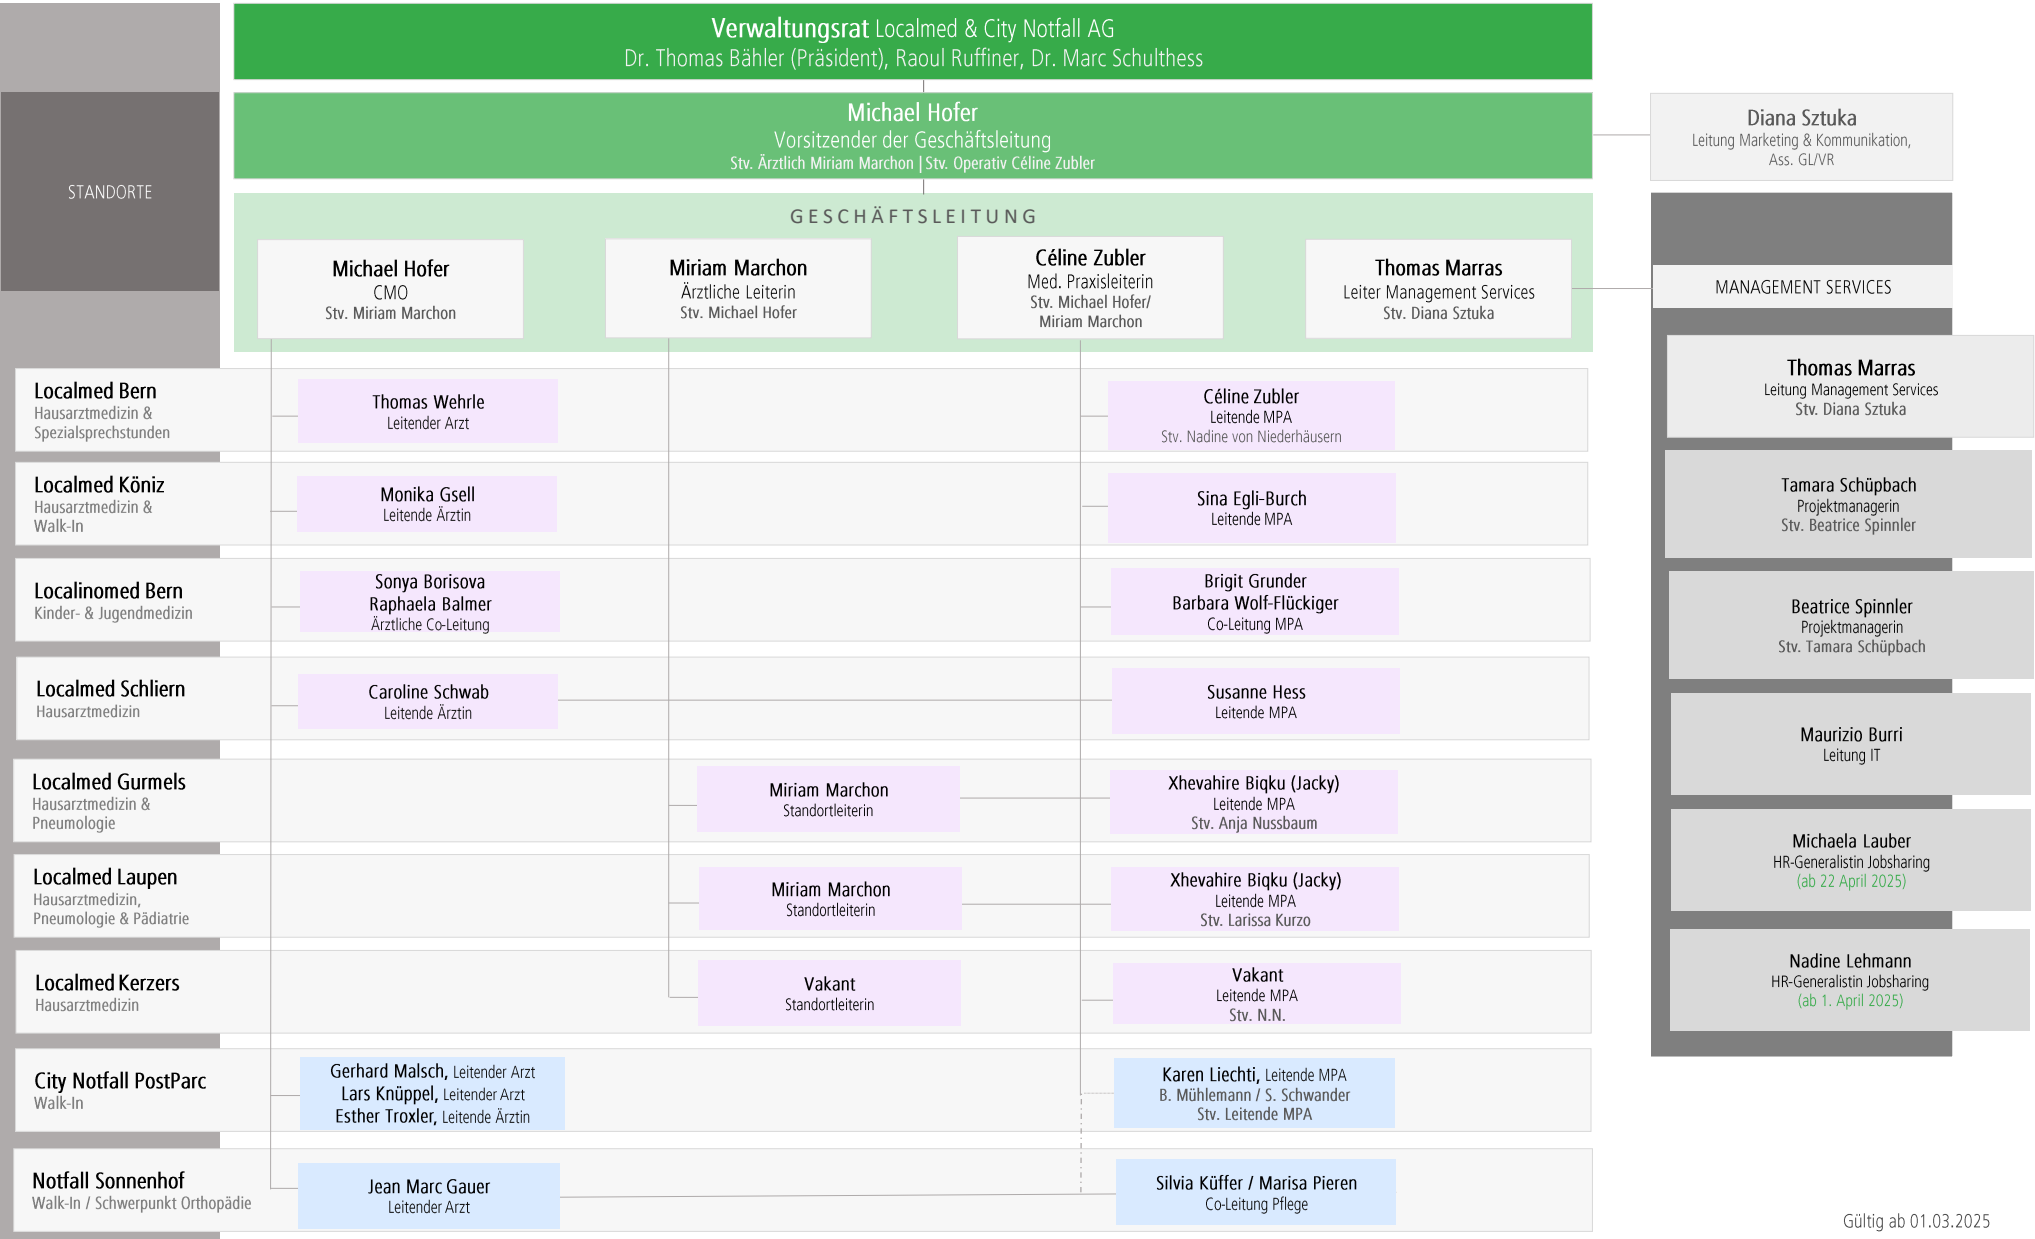 Verwaltungsrat Localmed & City Notfall AG
Dr. Thomas Bähler (Präsident), Raoul Ruffiner, Dr. Marc Schulthess
Michael Hofer
Vorsitzender der Geschäftsleitung
Stv. Ärztlich Miriam Marchon | Stv. Operativ Céline Zubler
Diana Sztuka
Leitung Marketing & Kommunikation,
Ass. GL/VR
STANDORTE
GESCHÄFTSLEITUNG
Michael Hofer
CMO
Stv. Miriam Marchon
Miriam Marchon
Ärztliche Leiterin
Stv. Michael Hofer
Céline Zubler
Med. Praxisleiterin
Stv. Michael Hofer/
Miriam Marchon
Thomas Marras
Leiter Management Services
Stv. Diana Sztuka
MANAGEMENT SERVICES
Thomas Marras
Leitung Management Services
Stv. Diana Sztuka
Tamara Schüpbach
Projektmanagerin
Stv. Beatrice Spinnler
Beatrice Spinnler
Projektmanagerin
Stv. Tamara Schüpbach
Maurizio Burri
Leitung IT
Michaela Lauber
HR-Generalistin Jobsharing
(ab 22 April 2025)
Nadine Lehmann
HR-Generalistin Jobsharing
(ab 1. April 2025)
Localmed Bern
Hausarztmedizin &
Spezialsprechstunden
Thomas Wehrle
Leitender Arzt
Céline Zubler
Leitende MPA
Stv. Nadine von Niederhäusern
Localmed Köniz
Hausarztmedizin &
Walk-In
Monika Gsell
Leitende Ärztin
Sina Egli-Burch
Leitende MPA
Localinomed Bern
Kinder- & Jugendmedizin
Sonya Borisova
Raphaela Balmer
Ärztliche Co-Leitung
Brigit Grunder
Barbara Wolf-Flückiger
Co-Leitung MPA
Localmed Schliern
Hausarztmedizin
Caroline Schwab
Leitende Ärztin
Susanne Hess
Leitende MPA
Localmed Gurmels
Hausarztmedizin &
Pneumologie
Miriam Marchon
Standortleiterin
Xhevahire Biqku (Jacky)
Leitende MPA
Stv. Anja Nussbaum
Localmed Laupen
Hausarztmedizin,
Pneumologie & Pädiatrie
Miriam Marchon
Standortleiterin
Xhevahire Biqku (Jacky)
Leitende MPA
Stv. Larissa Kurzo
Localmed Kerzers
Hausarztmedizin
Vakant
Standortleiterin
Vakant
Leitende MPA
Stv. N.N.
City Notfall PostParc
Walk-In
Gerhard Malsch, Leitender Arzt
Lars Knüppel, Leitender Arzt
Esther Troxler, Leitende Ärztin
Karen Liechti, Leitende MPA
B. Mühlemann / S. Schwander
Stv. Leitende MPA
Notfall Sonnenhof
Walk-In / Schwerpunkt Orthopädie
Jean Marc Gauer
Leitender Arzt
Silvia Küffer / Marisa Pieren
Co-Leitung Pflege
Gültig ab 01.03.2025